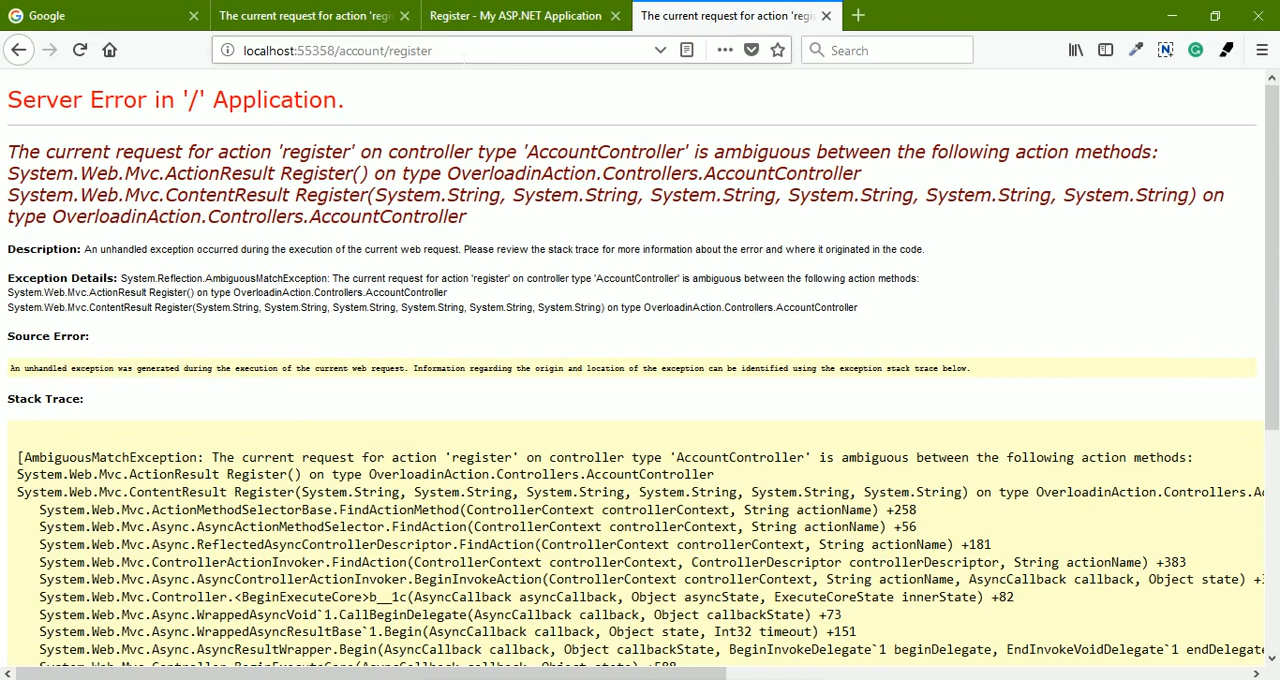 Google
The current request for action 'regi
Register - My ASP.NET Application
The current request for action 'regi
localhost:55358/account/register
Search
Server Error in '/' Application.
The current request for action 'register' on controller type 'AccountController' is ambiguous between the following action methods:
System.Web.Mvc.ActionResult Register() on type OverloadinAction.Controllers.AccountController
System.Web.Mvc.ContentResult Register(System.String, System.String, System.String, System.String, System.String, System.String) on
type OverloadinAction.Controllers.AccountController
Description: An unhandled exception occurred during the execution of the current web request. Please review the stack trace for more information about the error and where it originated in the code.
Exception Details: System.Reflection.AmbiguousMatchException: The current request for action 'register' on controller type 'AccountController' is ambiguous between the following action methods:
System.Web.Mvc.ActionResult Register() on type OverloadinAction.Controllers.AccountController
System.Web.Mvc.ContentResult Register(System.String, System.String, System.String, System.String, System.String, System.String) on type OverloadinAction.Controllers.AccountController
Source Error:
An unhandled exception was generated during the execution of the current web request. Information regarding the origin and location of the exception can be identified using the exception stack trace below.
Stack Trace:
[AmbiguousMatchException: The current request for action 'register' on controller type 'AccountController' is ambiguous between the following action methods:
System.Web.Mvc.ActionResult Register() on type OverloadinAction.Controllers.AccountController
System.Web.Mvc.ContentResult Register(System.String, System.String, System.String, System.String, System.String, System.String) on type OverloadinAction.Controllers.Ac
System.Web.Mvc.ActionMethodSelectorBase.FindActionMethod(ControllerContext controllerContext, String actionName) +258
System.Web.Mvc.Async.AsyncActionMethodSelector.FindAction(ControllerContext controllerContext, String actionName) +56
System.Web.Mvc.Async.ReflectedAsyncControllerDescriptor.FindAction(ControllerContext controllerContext, String actionName) +181
System.Web.Mvc.ControllerActionInvoker.FindAction(ControllerContext controllerContext, ControllerDescriptor controllerDescriptor, String actionName) +383
System.Web.Mvc.Async.AsyncControllerActionInvoker.BeginInvokeAction(ControllerContext controllerContext, String actionName, AsyncCallback callback, Object state) +
System.Web.Mvc.Controller.<BeginExecuteCore>b__1c(AsyncCallback asyncCallback, Object asyncState, ExecuteCoreState innerState) +82
System.Web.Mvc.Async.WrappedAsyncVoid`1.CallBeginDelegate(AsyncCallback callback, Object callbackState) +73
System.Web.Mvc.Async.WrappedAsyncResultBase`1.Begin(AsyncCallback callback, Object state, Int32 timeout) +151
System.Web.Mvc.Async.AsyncResultWrapper.Begin(AsyncCallback callback, Object callbackState, BeginInvokeDelegate`1 beginDelegate, EndInvokeVoidDelegate`1 endDelegate
System.Web.Mvc.Controller.BeginExecuteCore(AsyncCallback callback, Object state) +588